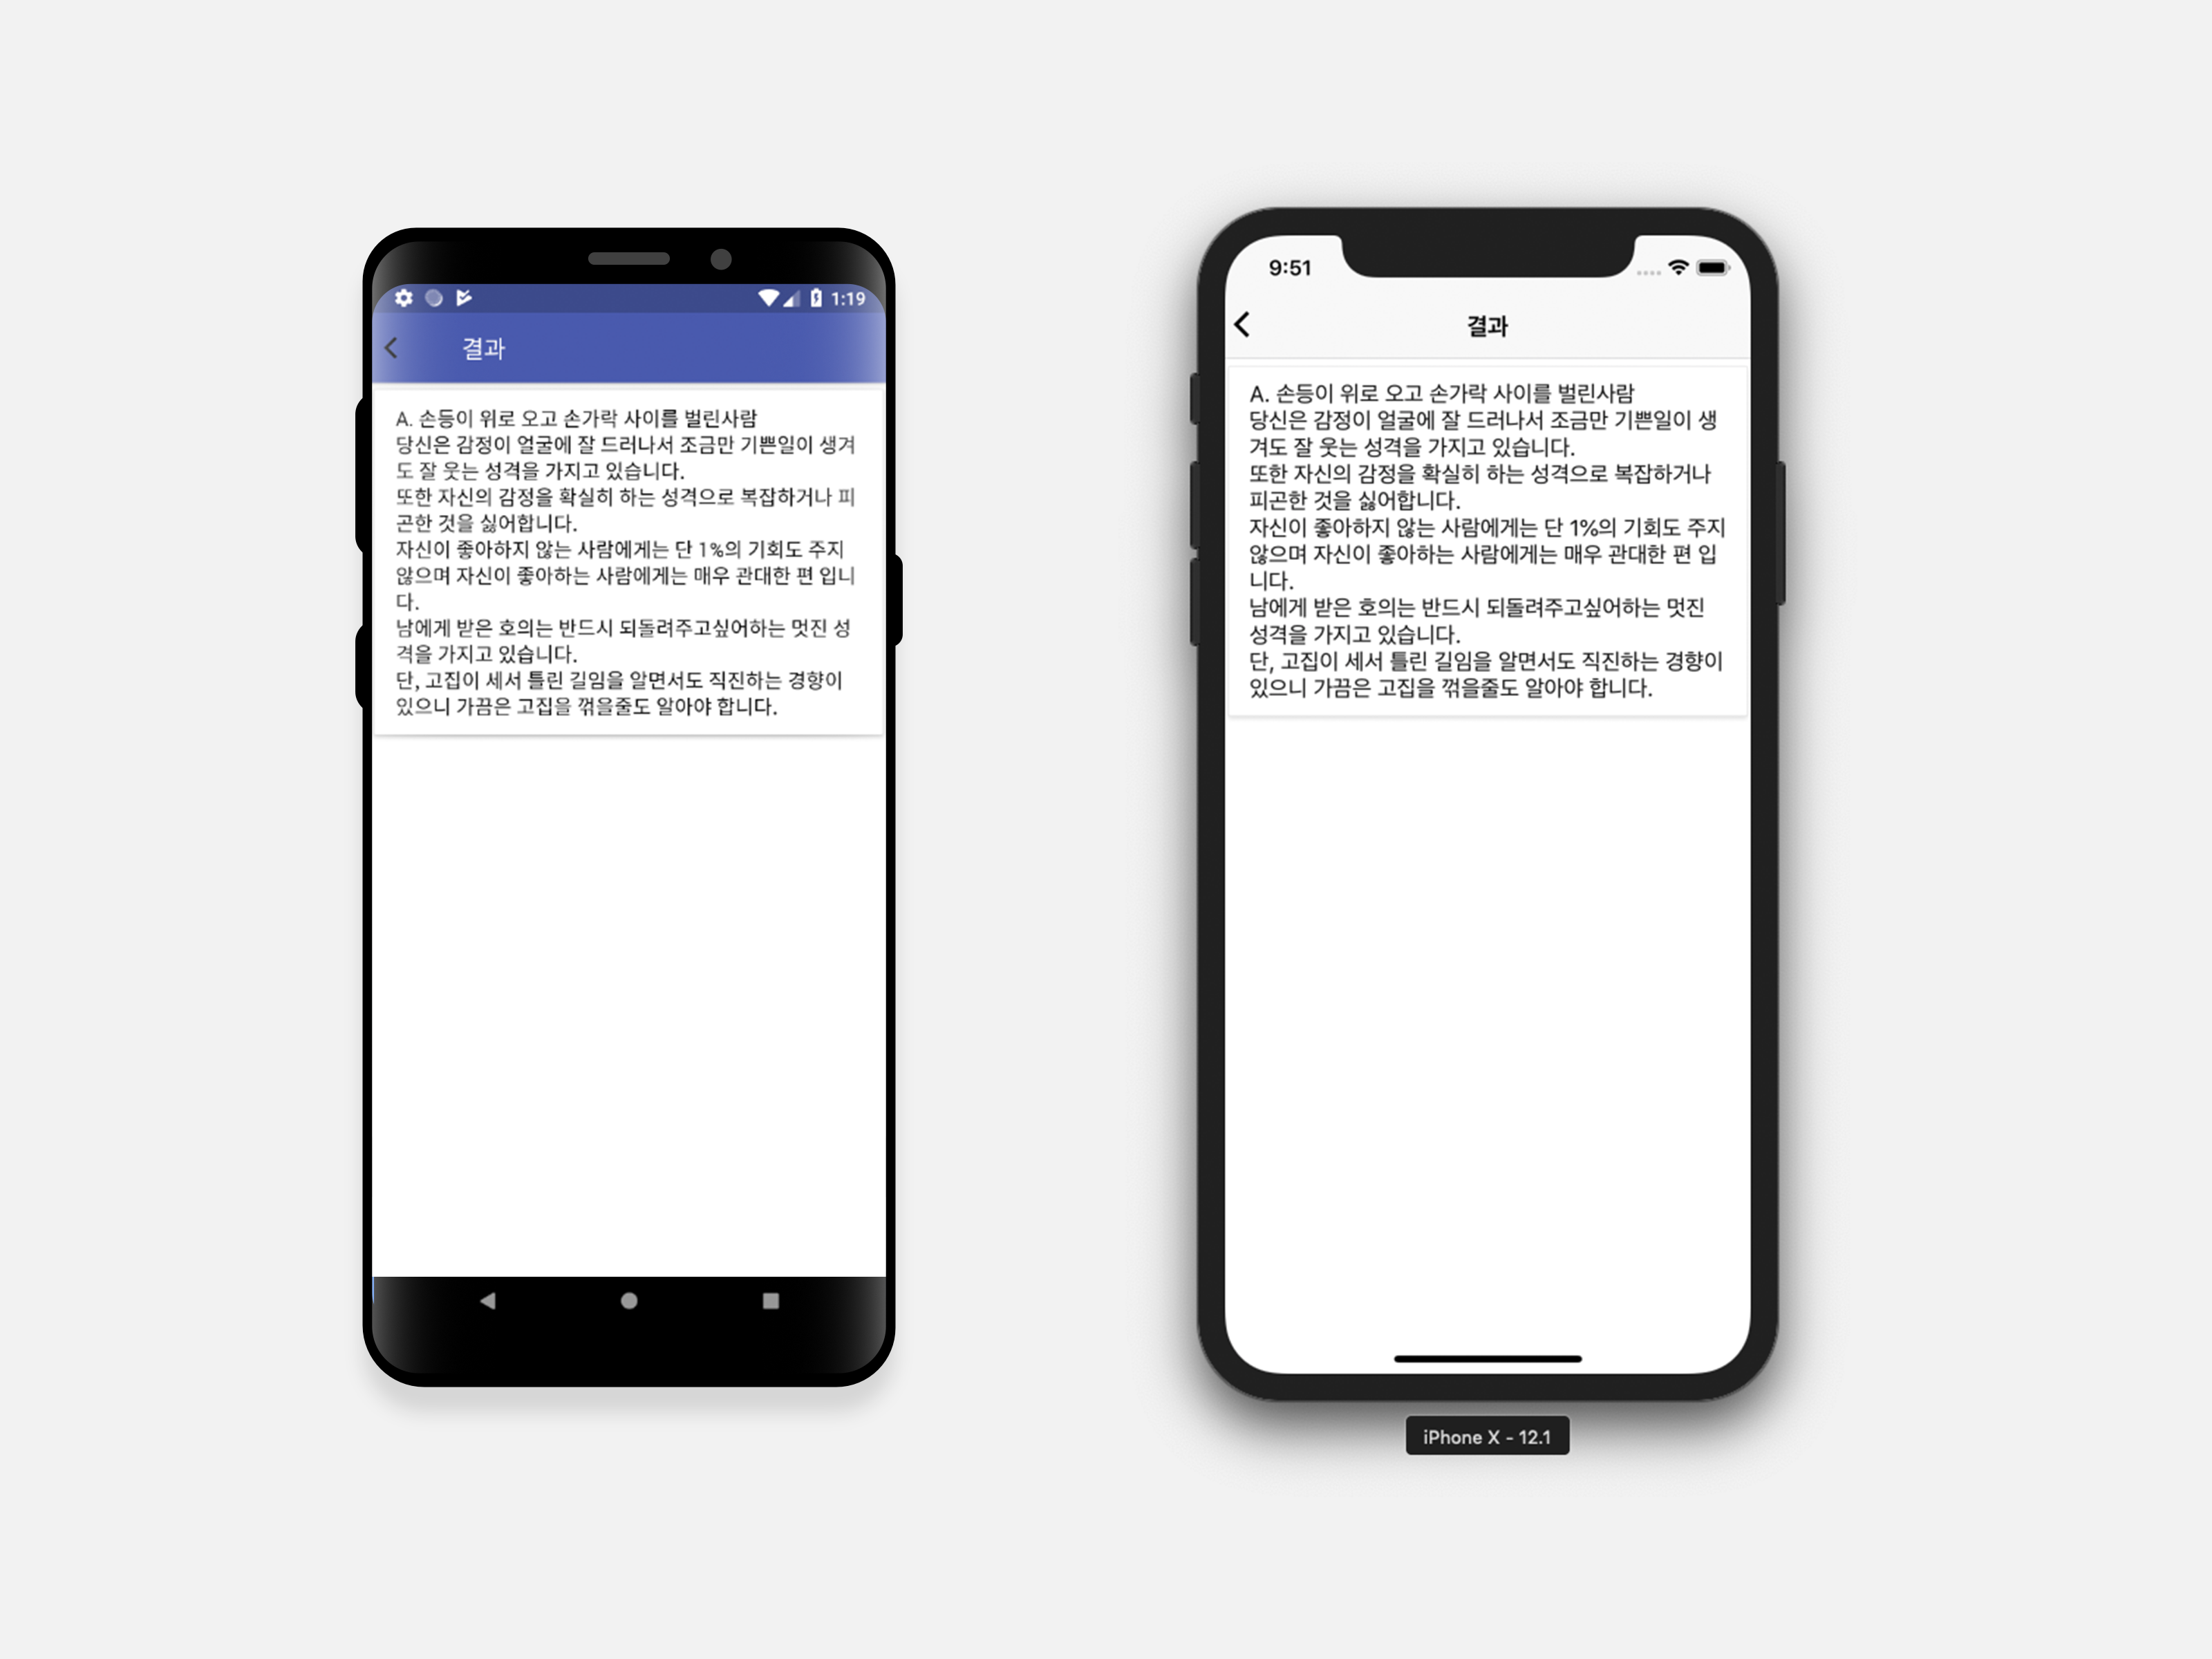 1:19
결과
A. 손등이 위로 오고 손가락 사이를 벌린사람
당신은 감정이 얼굴에 잘 드러나서 조금만 기쁜일이 생겨
도 잘 웃는 성격을 가지고 있습니다.
또한 자신의 감정을 확실히 하는 성격으로 복잡하거나 피
곤한 것을 싫어합니다.
자신이 좋아하지 않는 사람에게는 단 1%의 기회도 주지
않으며 자신이 좋아하는 사람에게는 매우 관대한 편 입니
다.
남에게 받은 호의는 반드시 되돌려주고싶어하는 멋진 성
격을 가지고 있습니다.
단, 고집이 세서 틀린 길임을 알면서도 직진하는 경향이
있으니 가끔은 고집을 꺾을줄도 알아야 합니다.
9:51
결과
A. 손등이 위로 오고 손가락 사이를 벌린사람
당신은 감정이 얼굴에 잘 드러나서 조금만 기쁜일이 생
겨도 잘 웃는 성격을 가지고 있습니다.
또한 자신의 감정을 확실히 하는 성격으로 복잡하거나
피곤한 것을 싫어합니다.
자신이 좋아하지 않는 사람에게는 단 1%의 기회도 주지
않으며 자신이 좋아하는 사람에게는 매우 관대한 편 입
니다.
남에게 받은 호의는 반드시 되돌려주고싶어하는 멋진
성격을 가지고 있습니다.
단, 고집이 세서 틀린 길임을 알면서도 직진하는 경향이
있으니 가끔은 고집을 꺾을줄도 알아야 합니다.
iPhone X - 12.1